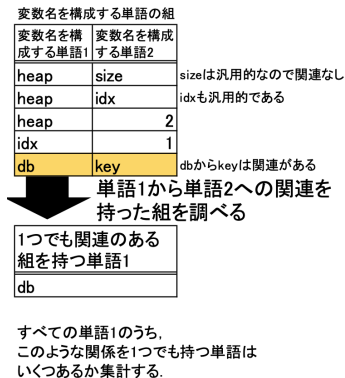 変数名を構成する単語の組
変数名を構
成する単語1
変数名を構成
する単語2
heap size sizeは汎用的なので関連なし
heap idx idxも汎用的である
heap 2
idx 1
db key dbからkeyは関連がある
単語1から単語2への関連を
持った組を調べる
1つでも関連のある
組を持つ単語1
db
すべての単語1のうち,
このような関係を1つでも持つ単語は
いくつあるか集計する.